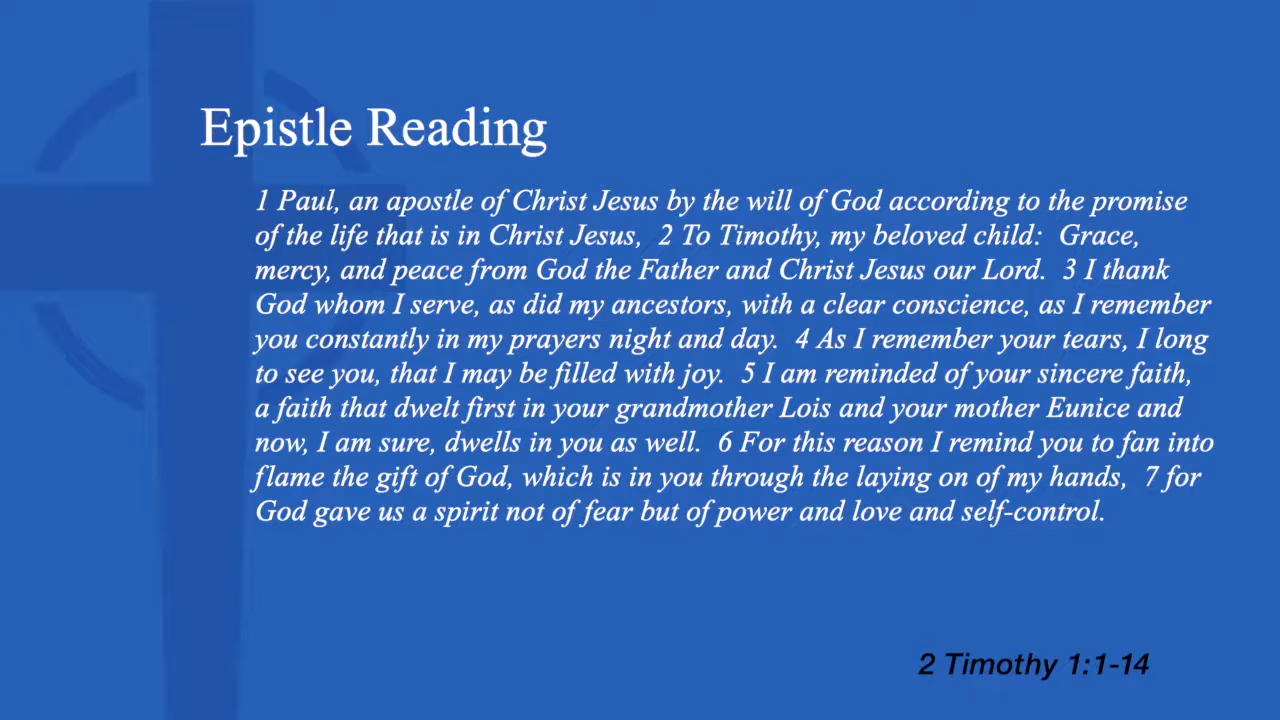 Epistle Reading
1 Paul, an apostle of Christ Jesus by the will of God according to the promise
of the life that is in Christ Jesus, 2 To Timothy, my beloved child: Grace,
mercy, and peace from God the Father and Christ Jesus our Lord. 3 I thank
God whom I serve, as did my ancestors, with a clear conscience, as I remember
you constantly in my prayers night and day. 4 As I remember your tears, I long
to see you, that I may be filled with joy. 5 I am reminded of your sincere faith,
a faith that dwelt first in your grandmother Lois and your mother Eunice and
now, I am sure, dwells in you as well. 6 For this reason I remind you to fan into
flame the gift of God, which is in you through the laying on of my hands, 7 for
God gave us a spirit not of fear but of power and love and self-control.
2 Timothy 1:1-14